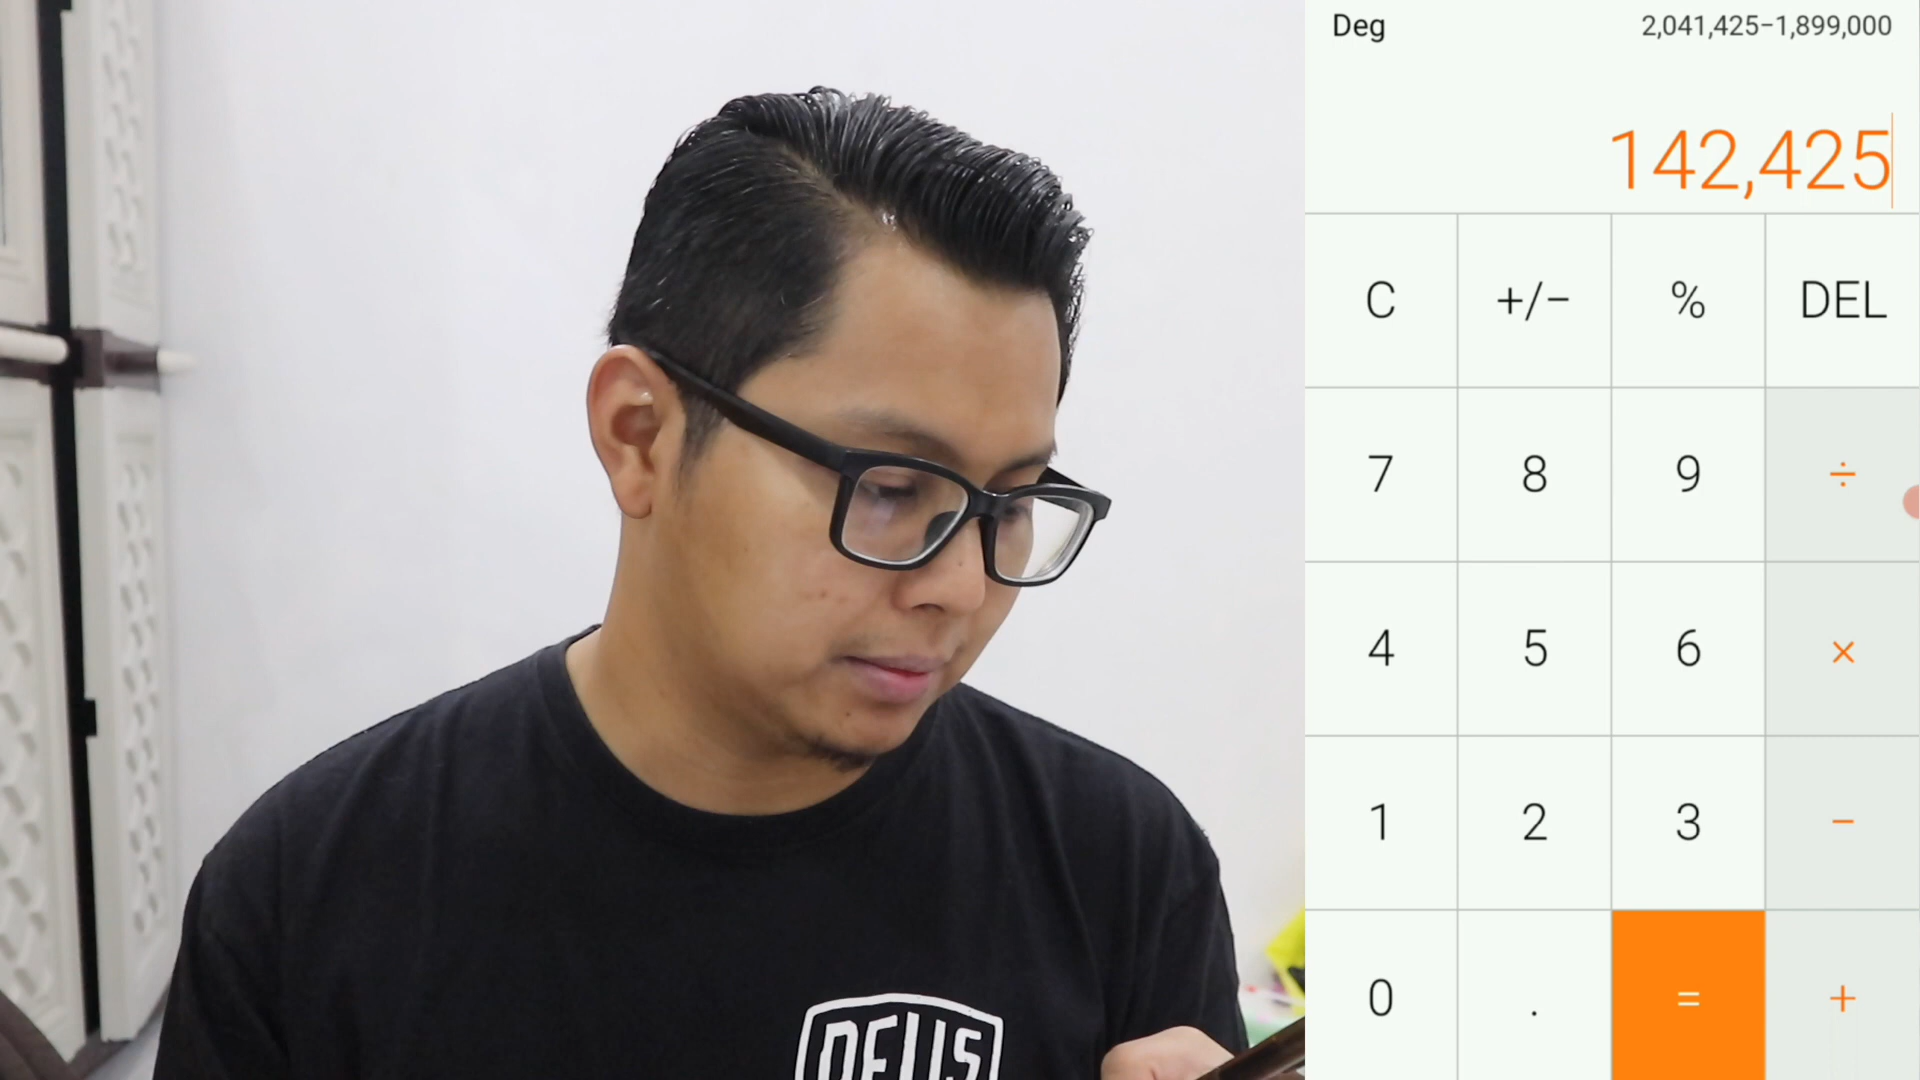 Deg
2,041,425−1,899,000
142,425
C +/− % DEL
7 8 9 ÷
4 5 6 ×
1 2 3 −
0 . = +
DEUS